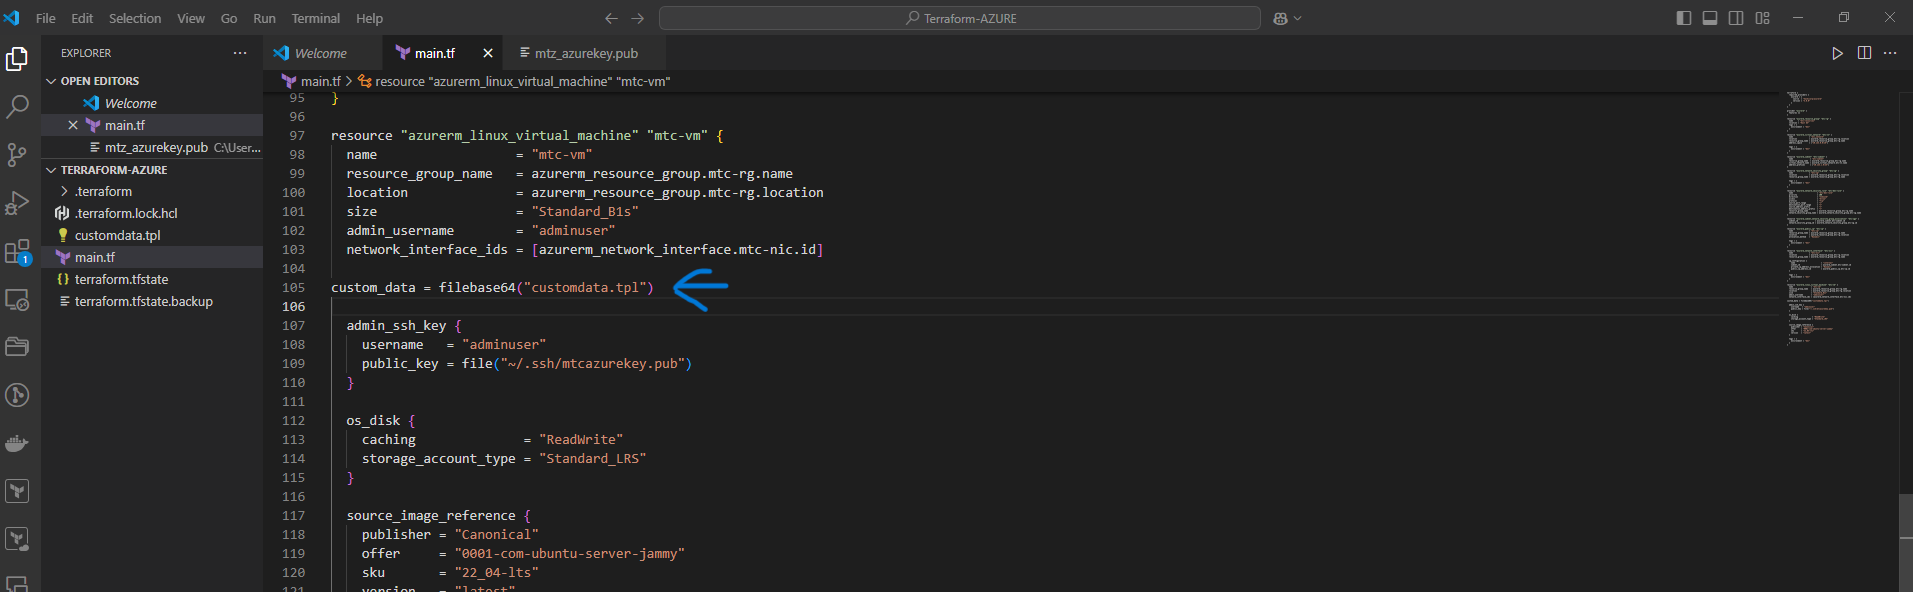 File Edit Selection View Go Run Terminal Help
Terraform-AZURE
EXPLORER
OPEN EDITORS
Welcome
main.tf
mtz_azurekey.pub C:\User...
TERRAFORM-AZURE
.terraform
.terraform.lock.hcl
customdata.tpl
main.tf
terraform.tfstate
terraform.tfstate.backup
1
Welcome main.tf mtz_azurekey.pub
main.tf > resource "azurerm_linux_virtual_machine" "mtc-vm"
95 }
96
97 resource "azurerm_linux_virtual_machine" "mtc-vm" {
98 name = "mtc-vm"
99 resource_group_name = azurerm_resource_group.mtc-rg.name
100 location = azurerm_resource_group.mtc-rg.location
101 size = "Standard_B1s"
102 admin_username = "adminuser"
103 network_interface_ids = [azurerm_network_interface.mtc-nic.id]
104
105 custom_data = filebase64("customdata.tpl")
106
107 admin_ssh_key {
108 username = "adminuser"
109 public_key = file("~/.ssh/mtcazurekey.pub")
110 }
111
112 os_disk {
113 caching = "ReadWrite"
114 storage_account_type = "Standard_LRS"
115 }
116
117 source_image_reference {
118 publisher = "Canonical"
119 offer = "0001-com-ubuntu-server-jammy"
120 sku = "22_04-lts"
121 version = "latest"